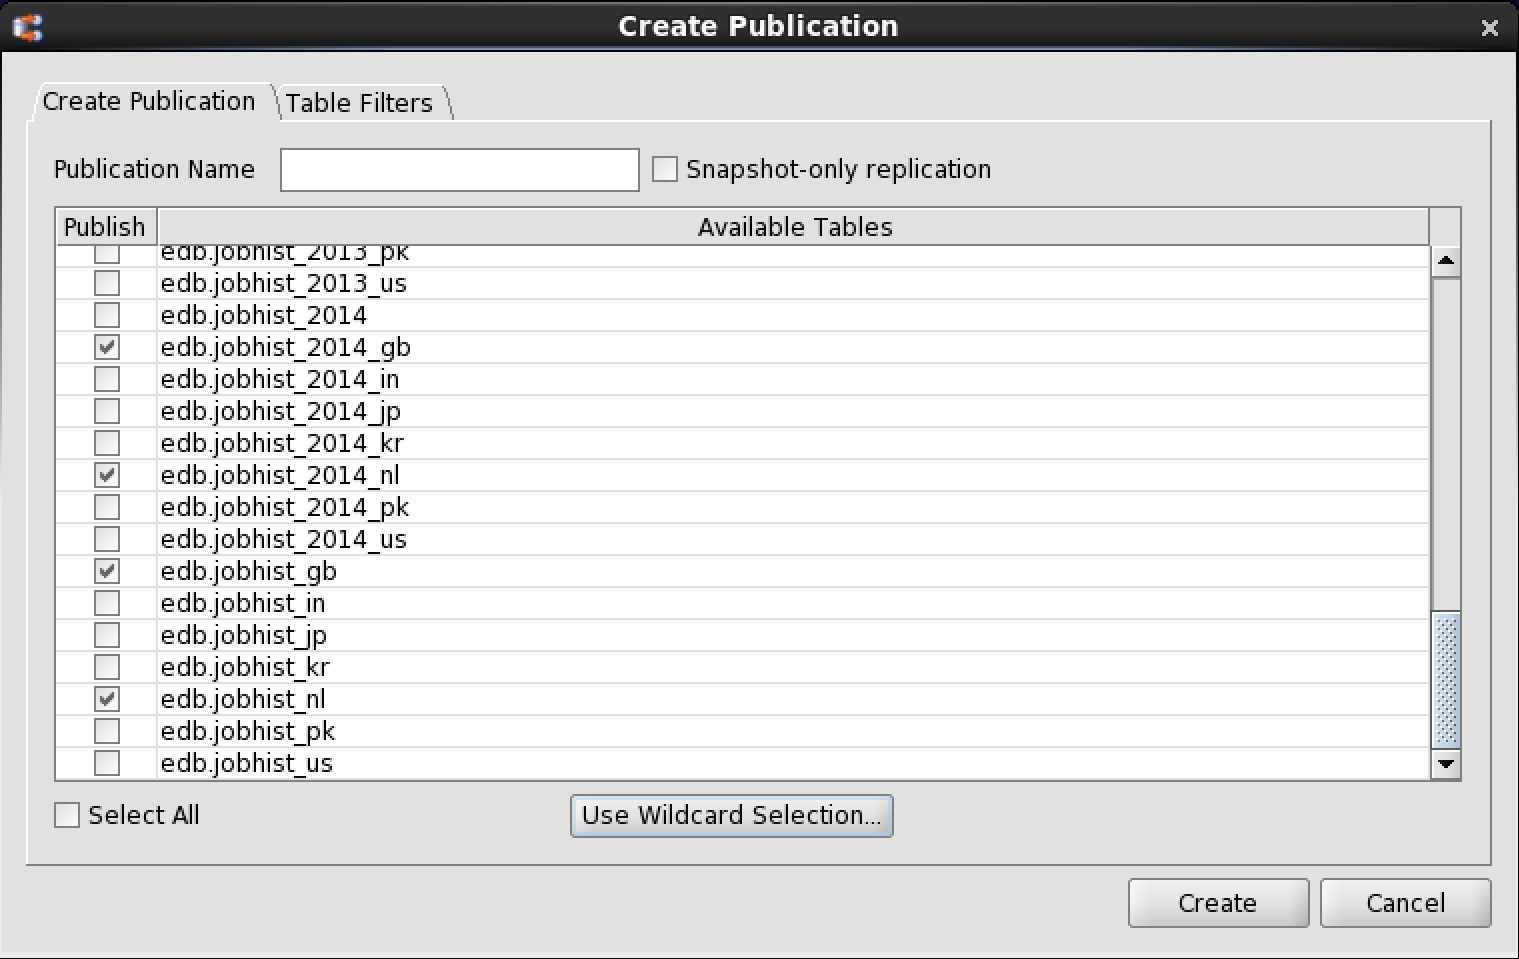 Create Publication
Create Publication
Table Filters
Publication Name
Snapshot-only replication
Publish Available Tables
edb.jobhist_2013_pk
edb.jobhist_2013_us
edb.jobhist_2014
edb.jobhist_2014_gb
edb.jobhist_2014_in
edb.jobhist_2014_jp
edb.jobhist_2014_kr
edb.jobhist_2014_nl
edb.jobhist_2014_pk
edb.jobhist_2014_us
edb.jobhist_gb
edb.jobhist_in
edb.jobhist_jp
edb.jobhist_kr
edb.jobhist_nl
edb.jobhist_pk
edb.jobhist_us
Select All
Use Wildcard Selection...
Create
Cancel